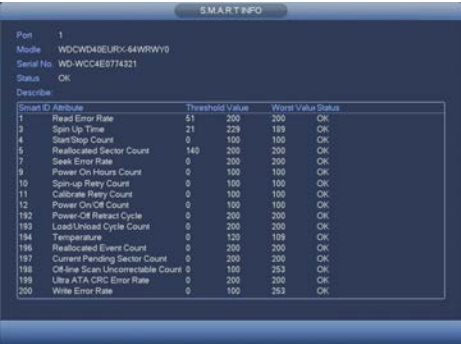 S.M.A.R.T INFO
Port 1
Modle WDCWD40EURX-64WRWY0
Serial No. WD-WCC4E0774321
Status OK
Describe:
Smart ID Attribute Threshold Value Worst Value Status
1 Read Error Rate 51 200 200 OK
3 Spin Up Time 21 229 189 OK
4 Start/Stop Count 0 100 100 OK
5 Reallocated Sector Count 140 200 200 OK
7 Seek Error Rate 0 200 200 OK
9 Power On Hours Count 0 100 100 OK
10 Spin-up Retry Count 0 100 100 OK
11 Calibrate Retry Count 0 100 100 OK
12 Power On/Off Count 0 100 100 OK
192 Power-Off Retract Cycle 0 200 200 OK
193 Load/Unload Cycle Count 0 200 200 OK
194 Temperature 0 120 109 OK
196 Reallocated Event Count 0 200 200 OK
197 Current Pending Sector Count 0 200 200 OK
198 Off-line Scan Uncorrectable Count 0 100 253 OK
199 Ultra ATA CRC Error Rate 0 200 200 OK
200 Write Error Rate 0 100 253 OK